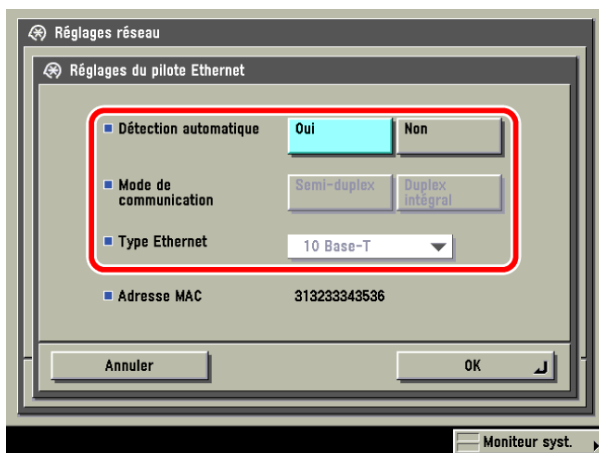 Réglages réseau
Réglages du pilote Ethernet
Détection automatique
Oui
Non
Mode de
communication
Semi-duplex
Duplex
intégral
Type Ethernet
10 Base-T
Adresse MAC
313233343536
Annuler
OK
Moniteur syst.